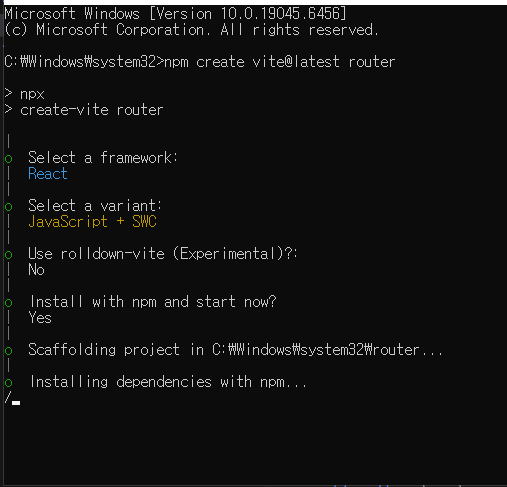 Microsoft Windows [Version 10.0.19045.6456]
(c) Microsoft Corporation. All rights reserved.
C:₩Windows₩system32>npm create vite@latest router
> npx
> create-vite router
|
o  Select a framework:
|  React
|
o  Select a variant:
|  JavaScript + SWC
|
o  Use rolldown-vite (Experimental)?:
|  No
|
o  Install with npm and start now?
|  Yes
|
o  Scaffolding project in C:₩Windows₩system32₩router...
|
o  Installing dependencies with npm...
/